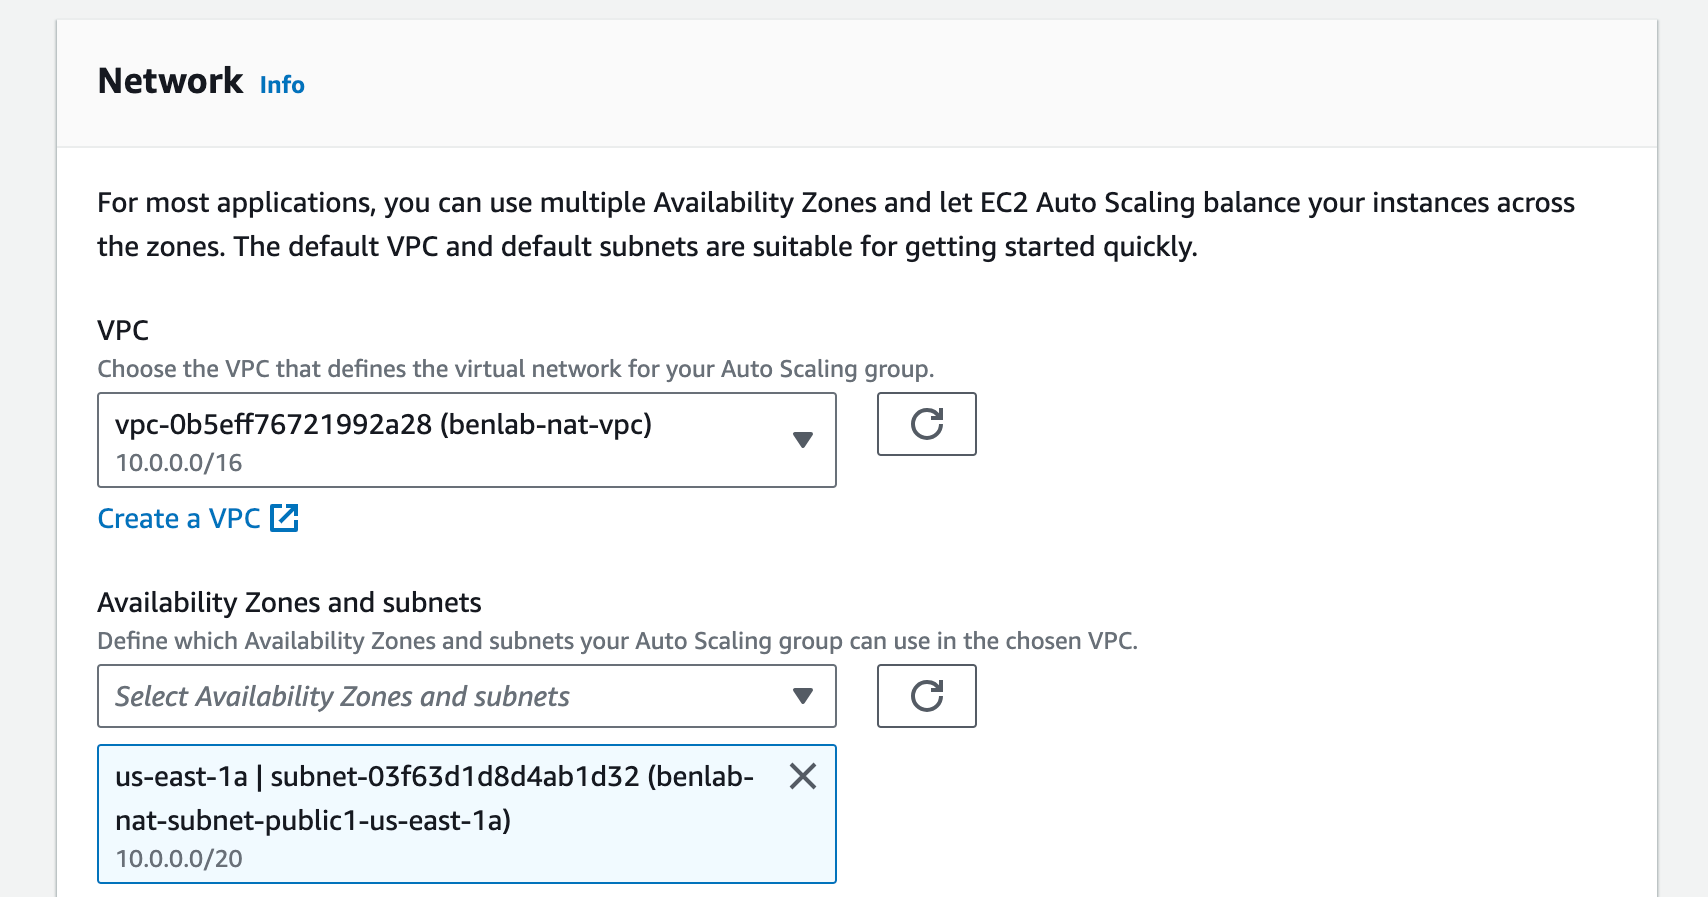 Network Info
For most applications, you can use multiple Availability Zones and let EC2 Auto Scaling balance your instances across
the zones. The default VPC and default subnets are suitable for getting started quickly.
VPC
Choose the VPC that defines the virtual network for your Auto Scaling group.
vpc-0b5eff76721992a28 (benlab-nat-vpc)
10.0.0.0/16
Create a VPC
Availability Zones and subnets
Define which Availability Zones and subnets your Auto Scaling group can use in the chosen VPC.
Select Availability Zones and subnets
us-east-1a | subnet-03f63d1d8d4ab1d32 (benlab-
nat-subnet-public1-us-east-1a)
10.0.0.0/20